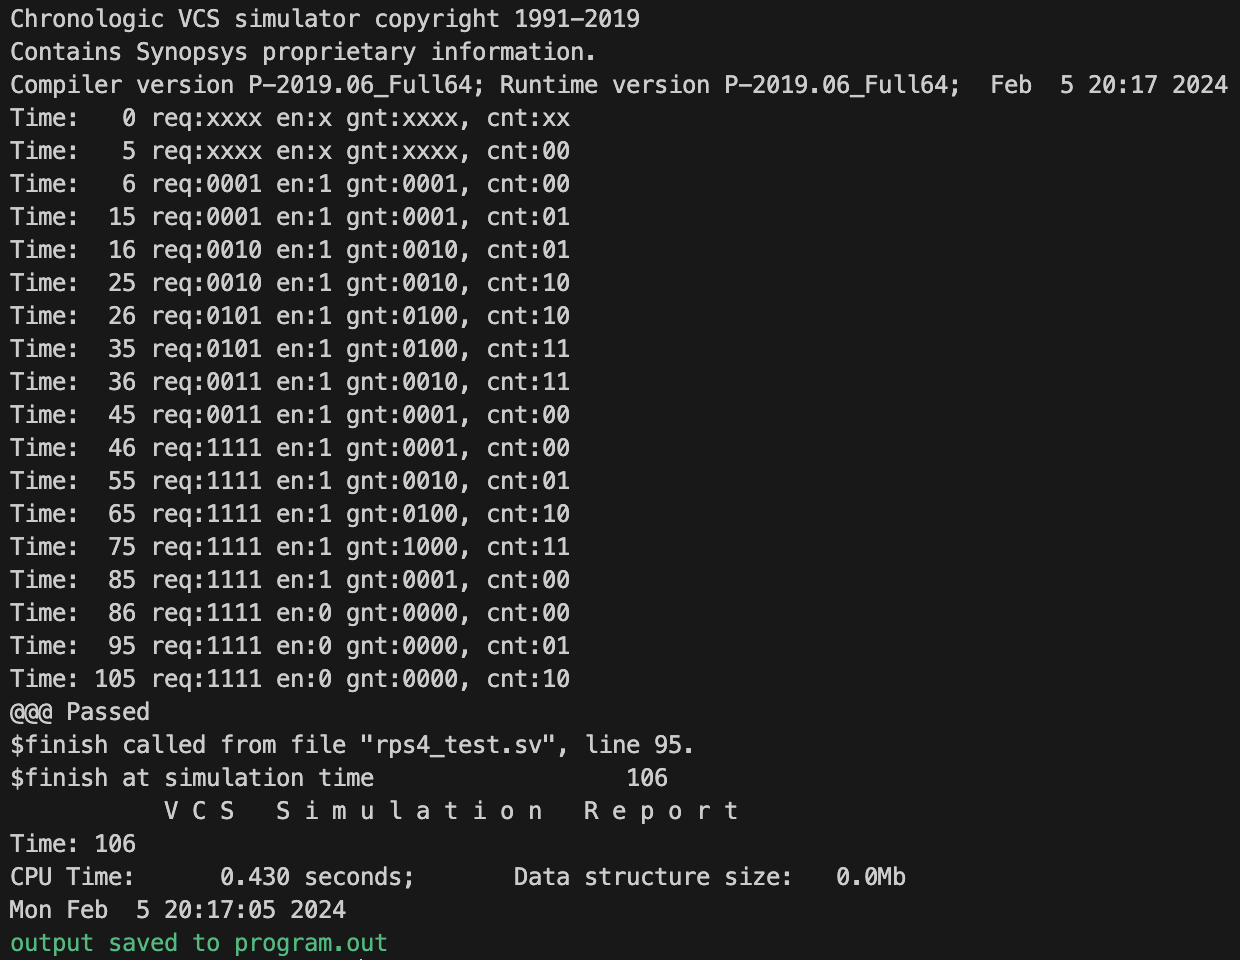 Chronologic VCS simulator copyright 1991-2019
Contains Synopsys proprietary information.
Compiler version P-2019.06_Full64; Runtime version P-2019.06_Full64;  Feb  5 20:17 2024
Time:   0 req:xxxx en:x gnt:xxxx, cnt:xx
Time:   5 req:xxxx en:x gnt:xxxx, cnt:00
Time:   6 req:0001 en:1 gnt:0001, cnt:00
Time:  15 req:0001 en:1 gnt:0001, cnt:01
Time:  16 req:0010 en:1 gnt:0010, cnt:01
Time:  25 req:0010 en:1 gnt:0010, cnt:10
Time:  26 req:0101 en:1 gnt:0100, cnt:10
Time:  35 req:0101 en:1 gnt:0100, cnt:11
Time:  36 req:0011 en:1 gnt:0010, cnt:11
Time:  45 req:0011 en:1 gnt:0001, cnt:00
Time:  46 req:1111 en:1 gnt:0001, cnt:00
Time:  55 req:1111 en:1 gnt:0010, cnt:01
Time:  65 req:1111 en:1 gnt:0100, cnt:10
Time:  75 req:1111 en:1 gnt:1000, cnt:11
Time:  85 req:1111 en:1 gnt:0001, cnt:00
Time:  86 req:1111 en:0 gnt:0000, cnt:00
Time:  95 req:1111 en:0 gnt:0000, cnt:01
Time: 105 req:1111 en:0 gnt:0000, cnt:10
@@@ Passed
$finish called from file "rps4_test.sv", line 95.
$finish at simulation time                  106
           V C S   S i m u l a t i o n   R e p o r t
Time: 106
CPU Time:      0.430 seconds;       Data structure size:   0.0Mb
Mon Feb  5 20:17:05 2024
output saved to program.out